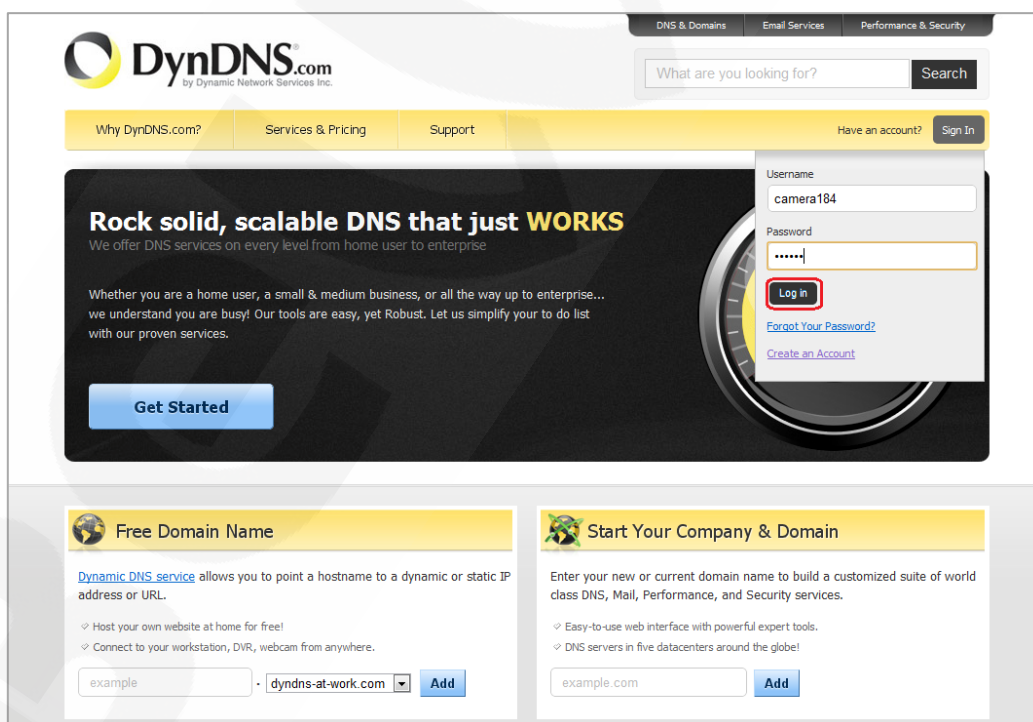 DNS & Domains Email Services Performance & Security
DynDNS.com
by Dynamic Network Services Inc.
What are you looking for? Search
Why DynDNS.com? Services & Pricing Support Have an account? Sign In
Username
camera184
Password
••••••
Log in
Forgot Your Password?
Create an Account
Rock solid, scalable DNS that just WORKS
We offer DNS services on every level from home user to enterprise
Whether you are a home user, a small & medium business, or all the way up to enterprise...
we understand you are busy! Our tools are easy, yet Robust. Let us simplify your to do list
with our proven services.
Get Started
Free Domain Name
Dynamic DNS service allows you to point a hostname to a dynamic or static IP
address or URL.
Host your own website at home for free!
Connect to your workstation, DVR, webcam from anywhere.
example . dyndns-at-work.com Add
Start Your Company & Domain
Enter your new or current domain name to build a customized suite of world
class DNS, Mail, Performance, and Security services.
Easy-to-use web interface with powerful expert tools.
DNS servers in five datacenters around the globe!
example.com Add